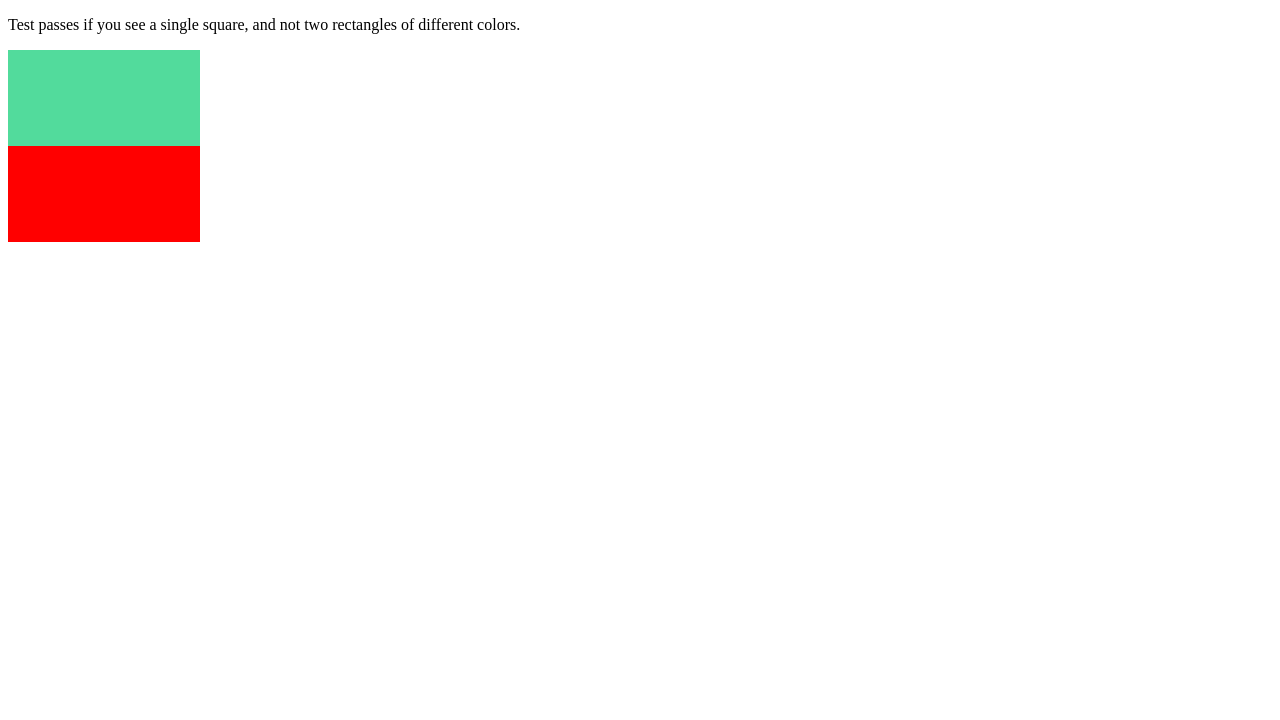 Test passes if you see a single square, and not two rectangles of different colors.